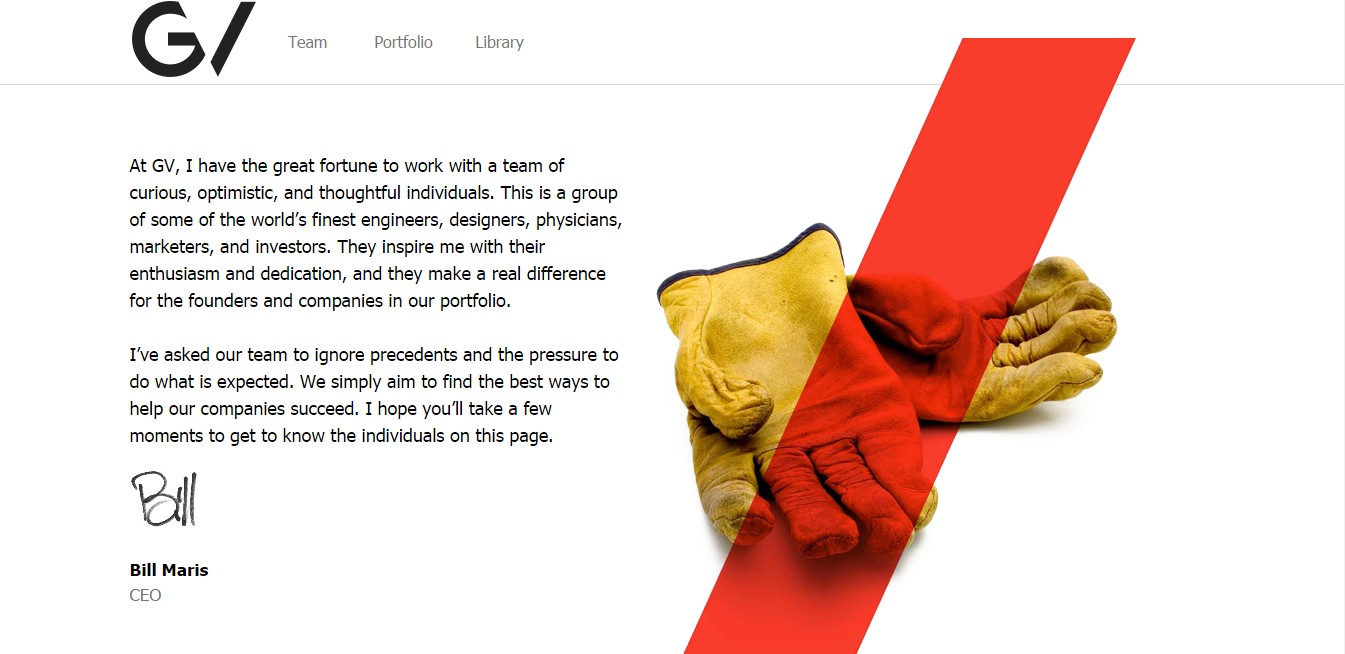 GV
Team Portfolio Library
At GV, I have the great fortune to work with a team of
curious, optimistic, and thoughtful individuals. This is a group
of some of the world’s finest engineers, designers, physicians,
marketers, and investors. They inspire me with their
enthusiasm and dedication, and they make a real difference
for the founders and companies in our portfolio.
I’ve asked our team to ignore precedents and the pressure to
do what is expected. We simply aim to find the best ways to
help our companies succeed. I hope you’ll take a few
moments to get to know the individuals on this page.
Bill
Bill Maris
CEO